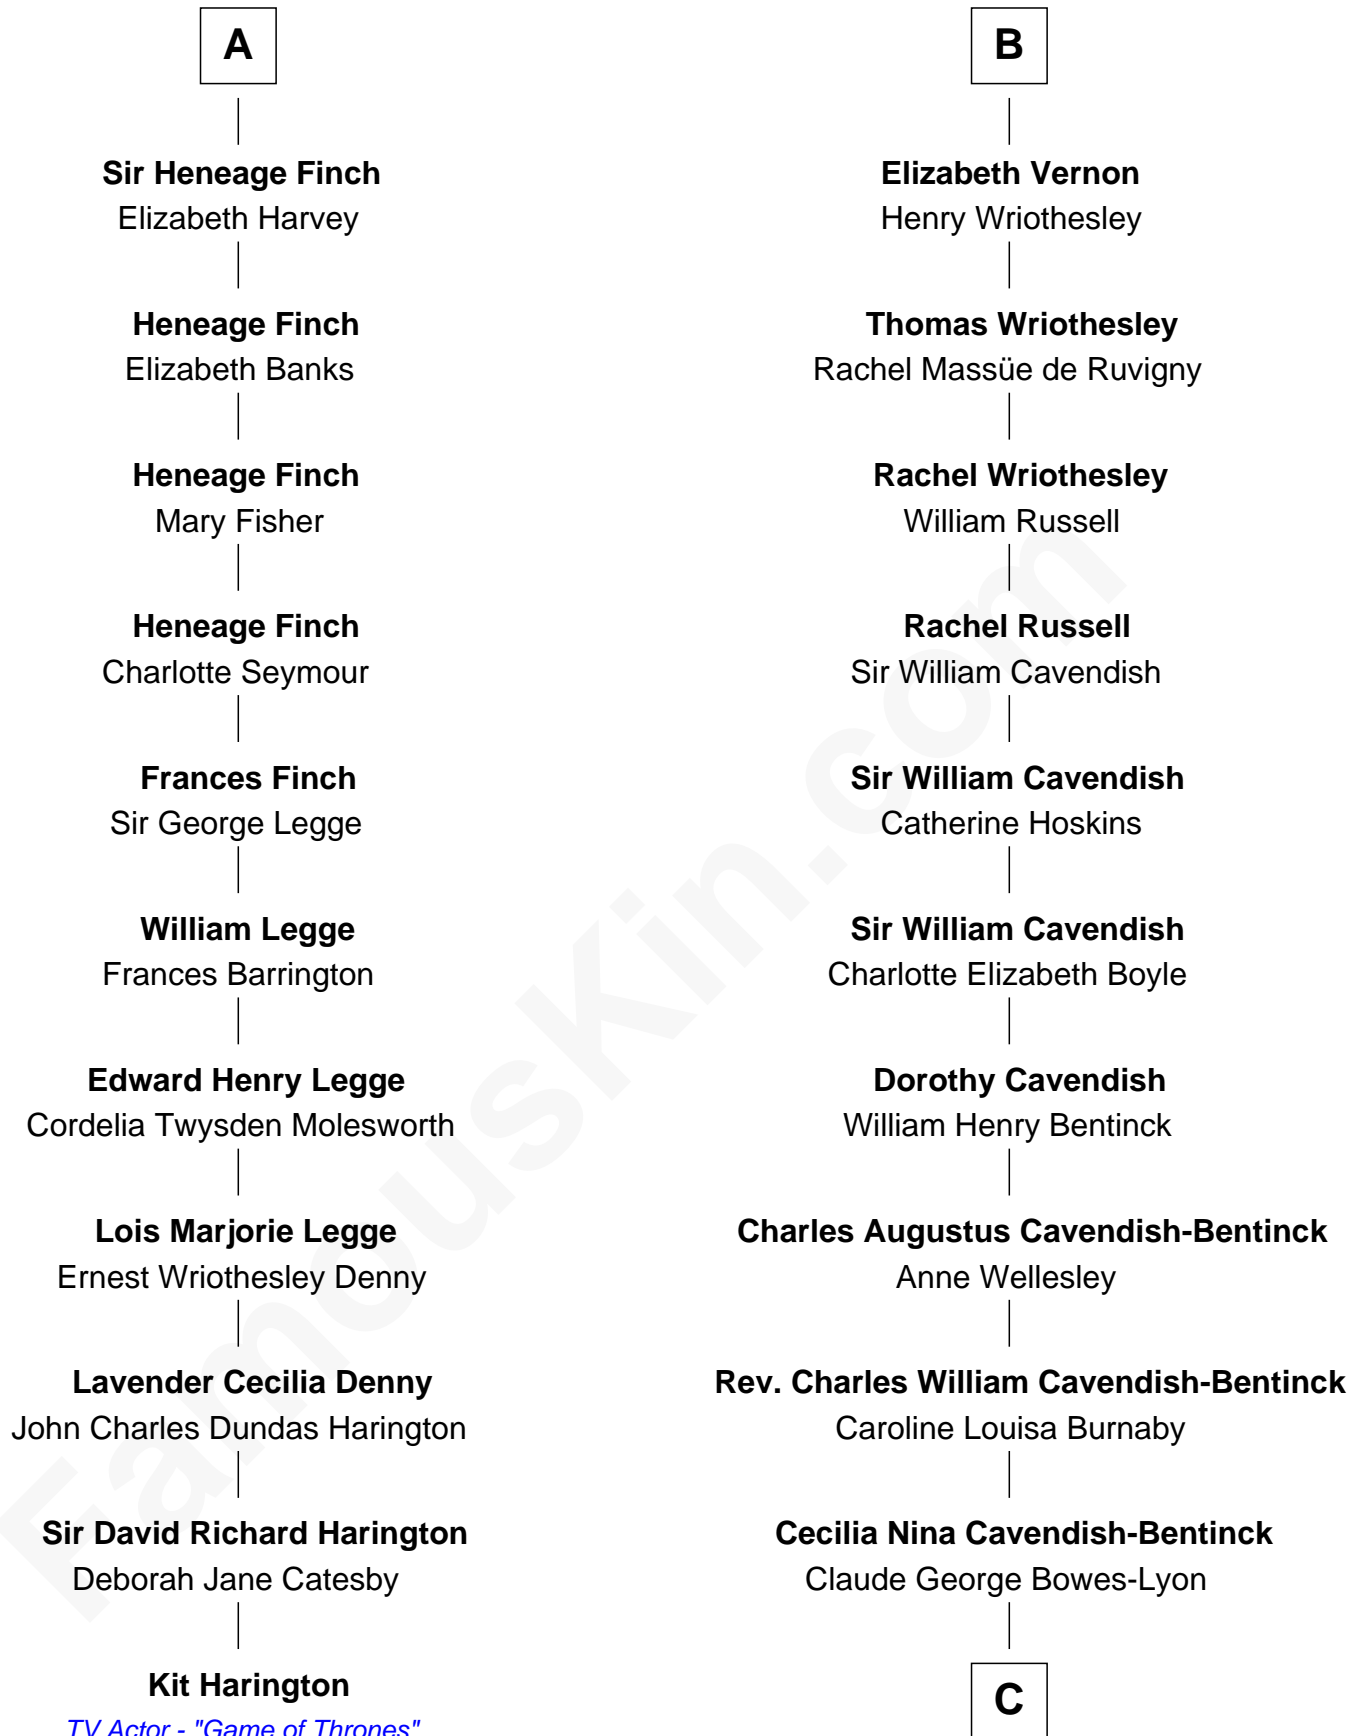 A
Sir Heneage Finch
Elizabeth Harvey
Heneage Finch
Elizabeth Banks
Heneage Finch
Mary Fisher
Heneage Finch
Charlotte Seymour
Frances Finch
Sir George Legge
William Legge
Frances Barrington
Edward Henry Legge
Cordelia Twysden Molesworth
Lois Marjorie Legge
Ernest Wriothesley Denny
Lavender Cecilia Denny
John Charles Dundas Harington
Sir David Richard Harington
Deborah Jane Catesby
Kit Harington
TV Actor - "Game of Thrones"
B
Elizabeth Vernon
Henry Wriothesley
Thomas Wriothesley
Rachel Massüe de Ruvigny
Rachel Wriothesley
William Russell
Rachel Russell
Sir William Cavendish
Sir William Cavendish
Catherine Hoskins
Sir William Cavendish
Charlotte Elizabeth Boyle
Dorothy Cavendish
William Henry Bentinck
Charles Augustus Cavendish-Bentinck
Anne Wellesley
Rev. Charles William Cavendish-Bentinck
Caroline Louisa Burnaby
Cecilia Nina Cavendish-Bentinck
Claude George Bowes-Lyon
C
FamousKin.com